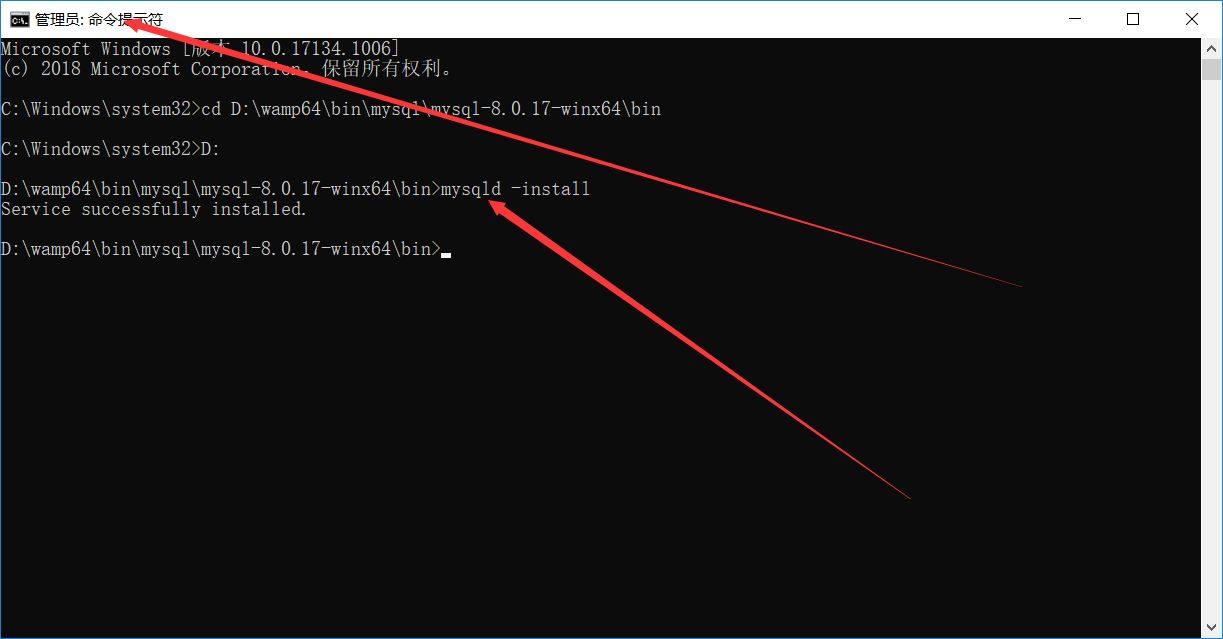 管理员: 命令提示符
Microsoft Windows [版本 10.0.17134.1006]
(c) 2018 Microsoft Corporation. 保留所有权利。
C:\Windows\system32>cd D:\wamp64\bin\mysql\mysql-8.0.17-winx64\bin
C:\Windows\system32>D:
D:\wamp64\bin\mysql\mysql-8.0.17-winx64\bin>mysqld -install
Service successfully installed.
D:\wamp64\bin\mysql\mysql-8.0.17-winx64\bin>